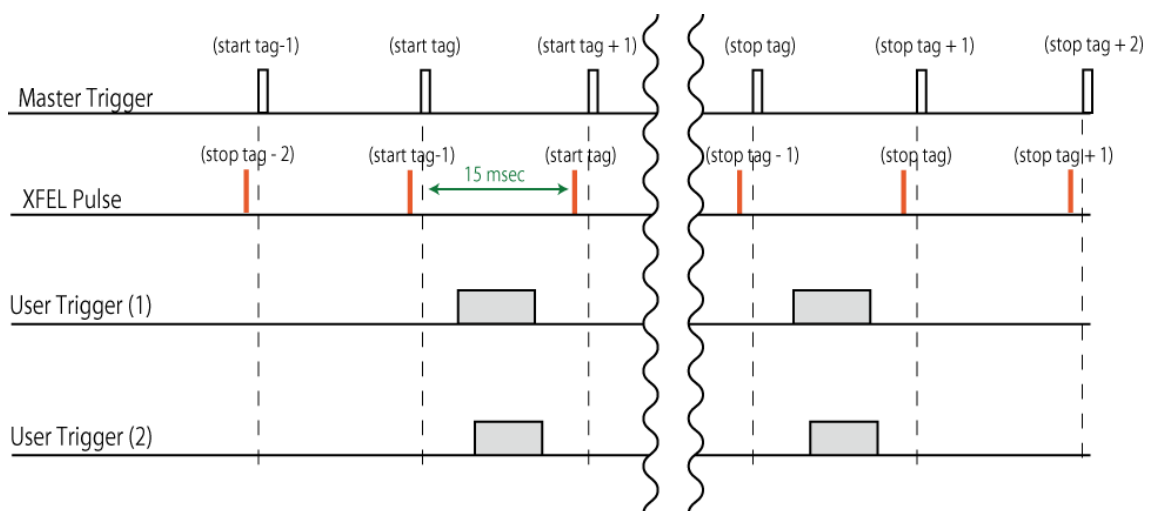 (start tag-1) (start tag) (start tag + 1) (stop tag) (stop tag + 1) (stop tag + 2)
Master Trigger
(stop tag - 2) (start tag-1) (start tag) (stop tag - 1) (stop tag) (stop tag + 1)
15 msec
XFEL Pulse
User Trigger (1)
User Trigger (2)